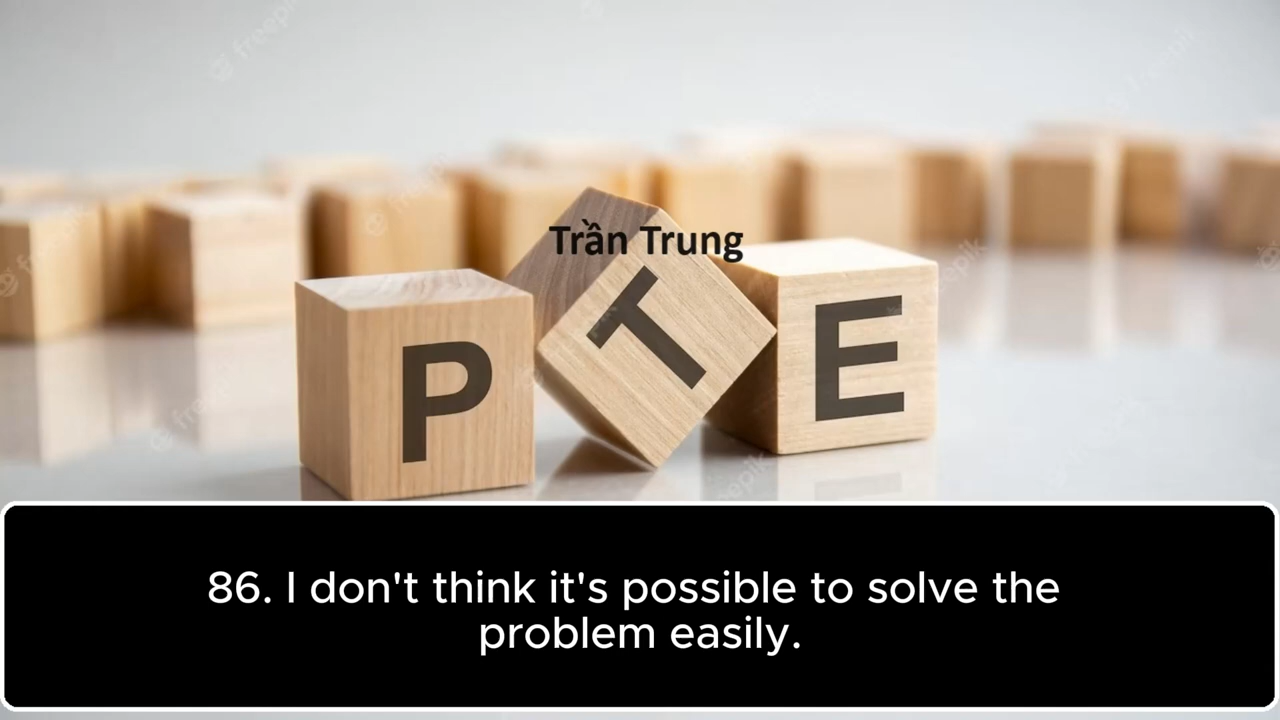 Trần Trung
P T E
86. I don't think it's possible to solve the
problem easily.